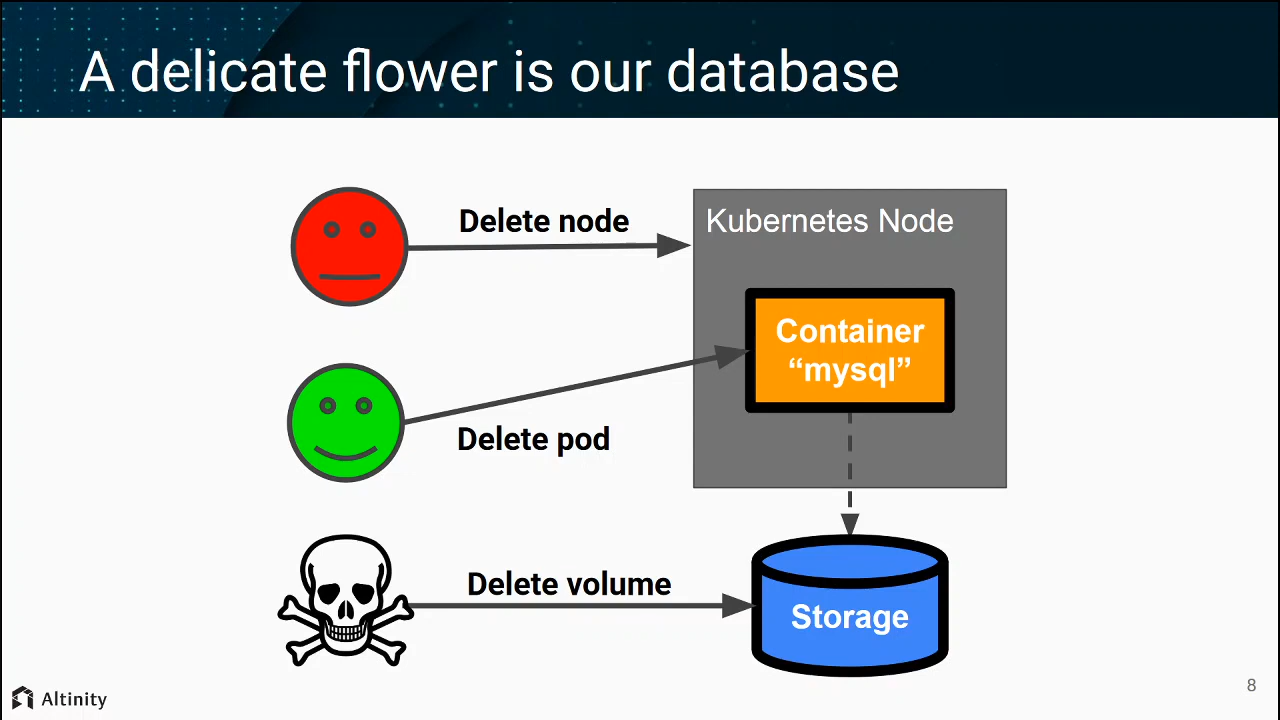 A delicate flower is our database
Delete node
Kubernetes Node
Container
“mysql”
Delete pod
Delete volume
Storage
Altinity
8